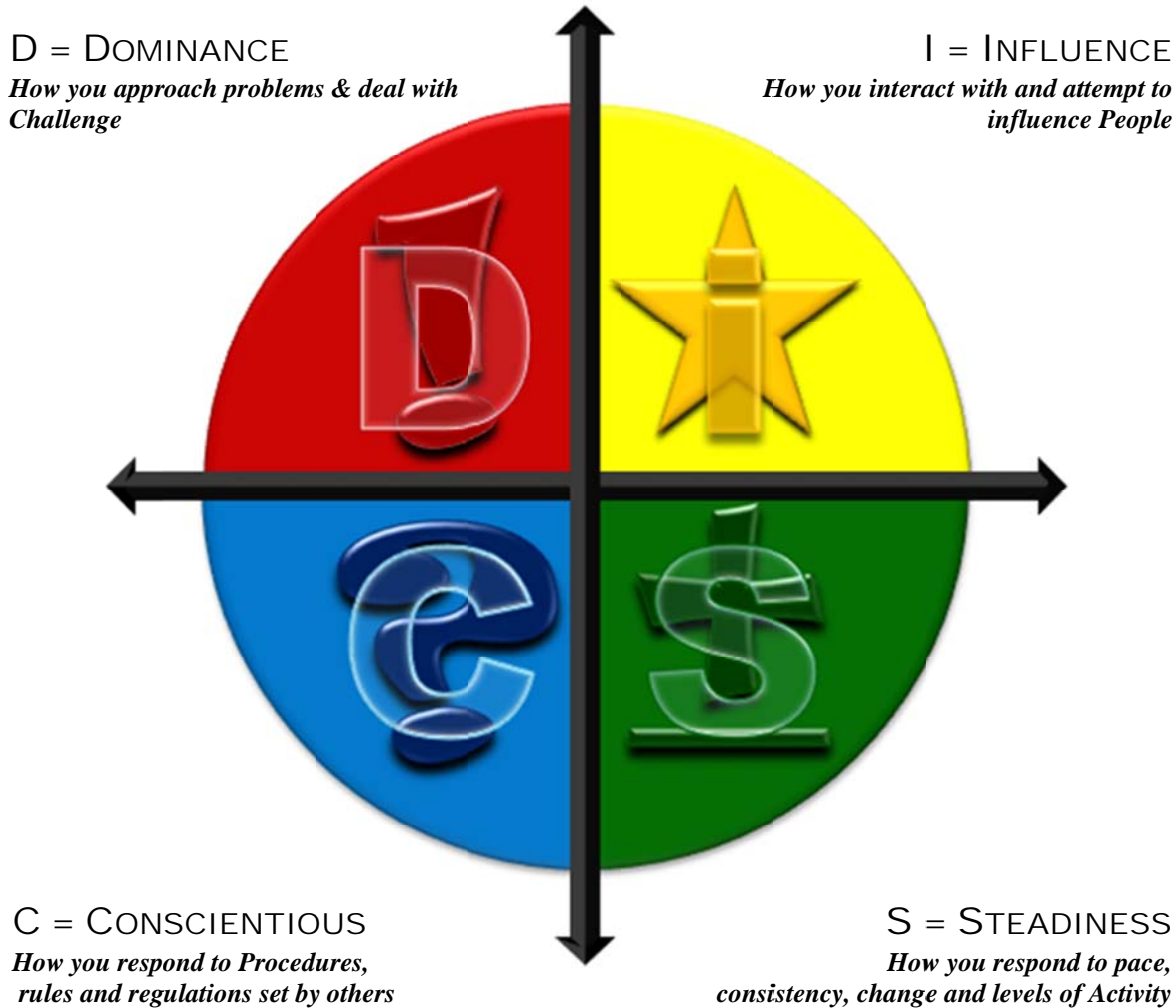 D = DOMINANCE
How you approach problems & deal with
Challenge
I = INFLUENCE
How you interact with and attempt to
influence People
D
i
C
S
C = CONSCIENTIOUS
How you respond to Procedures,
rules and regulations set by others
S = STEADINESS
How you respond to pace,
consistency, change and levels of Activity